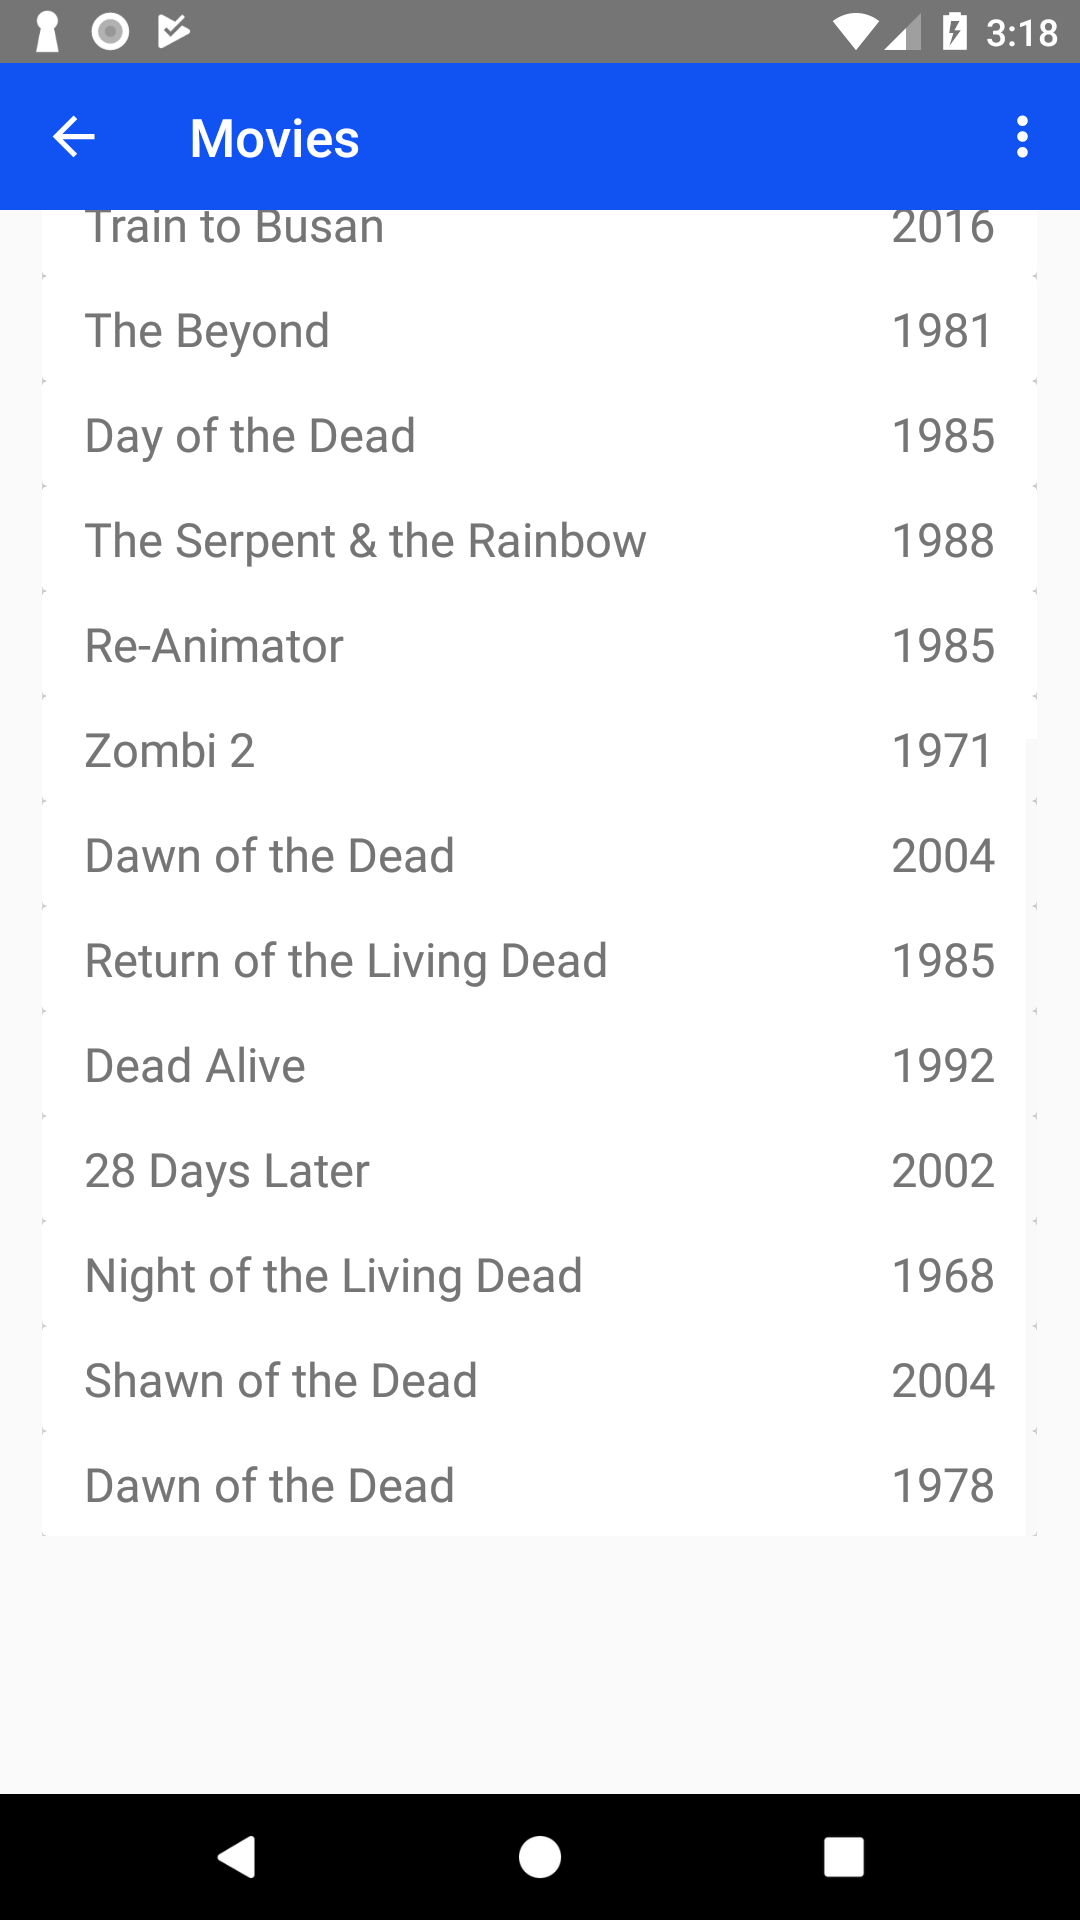 3:18
Movies
Train to Busan 2016
The Beyond 1981
Day of the Dead 1985
The Serpent & the Rainbow 1988
Re-Animator 1985
Zombi 2 1971
Dawn of the Dead 2004
Return of the Living Dead 1985
Dead Alive 1992
28 Days Later 2002
Night of the Living Dead 1968
Shawn of the Dead 2004
Dawn of the Dead 1978